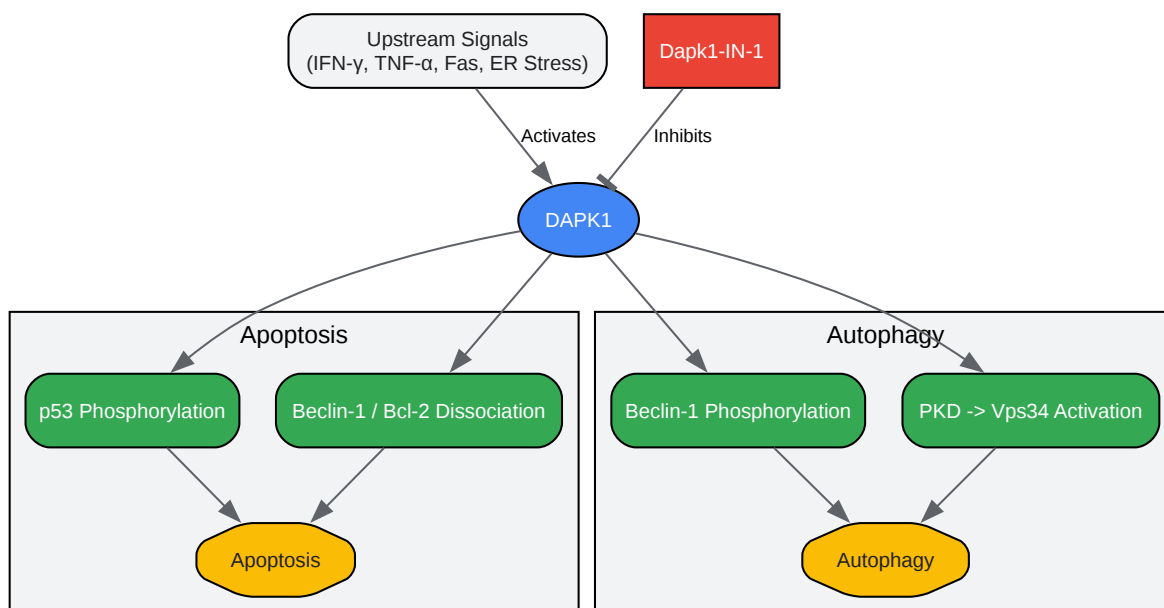 Upstream Signals
(IFN-γ, TNF-α, Fas, ER Stress)
Dapk1-IN-1
Activates
Inhibits
DAPK1
Apoptosis
Autophagy
p53 Phosphorylation
Beclin-1 / Bcl-2 Dissociation
Beclin-1 Phosphorylation
PKD -> Vps34 Activation
Apoptosis
Autophagy